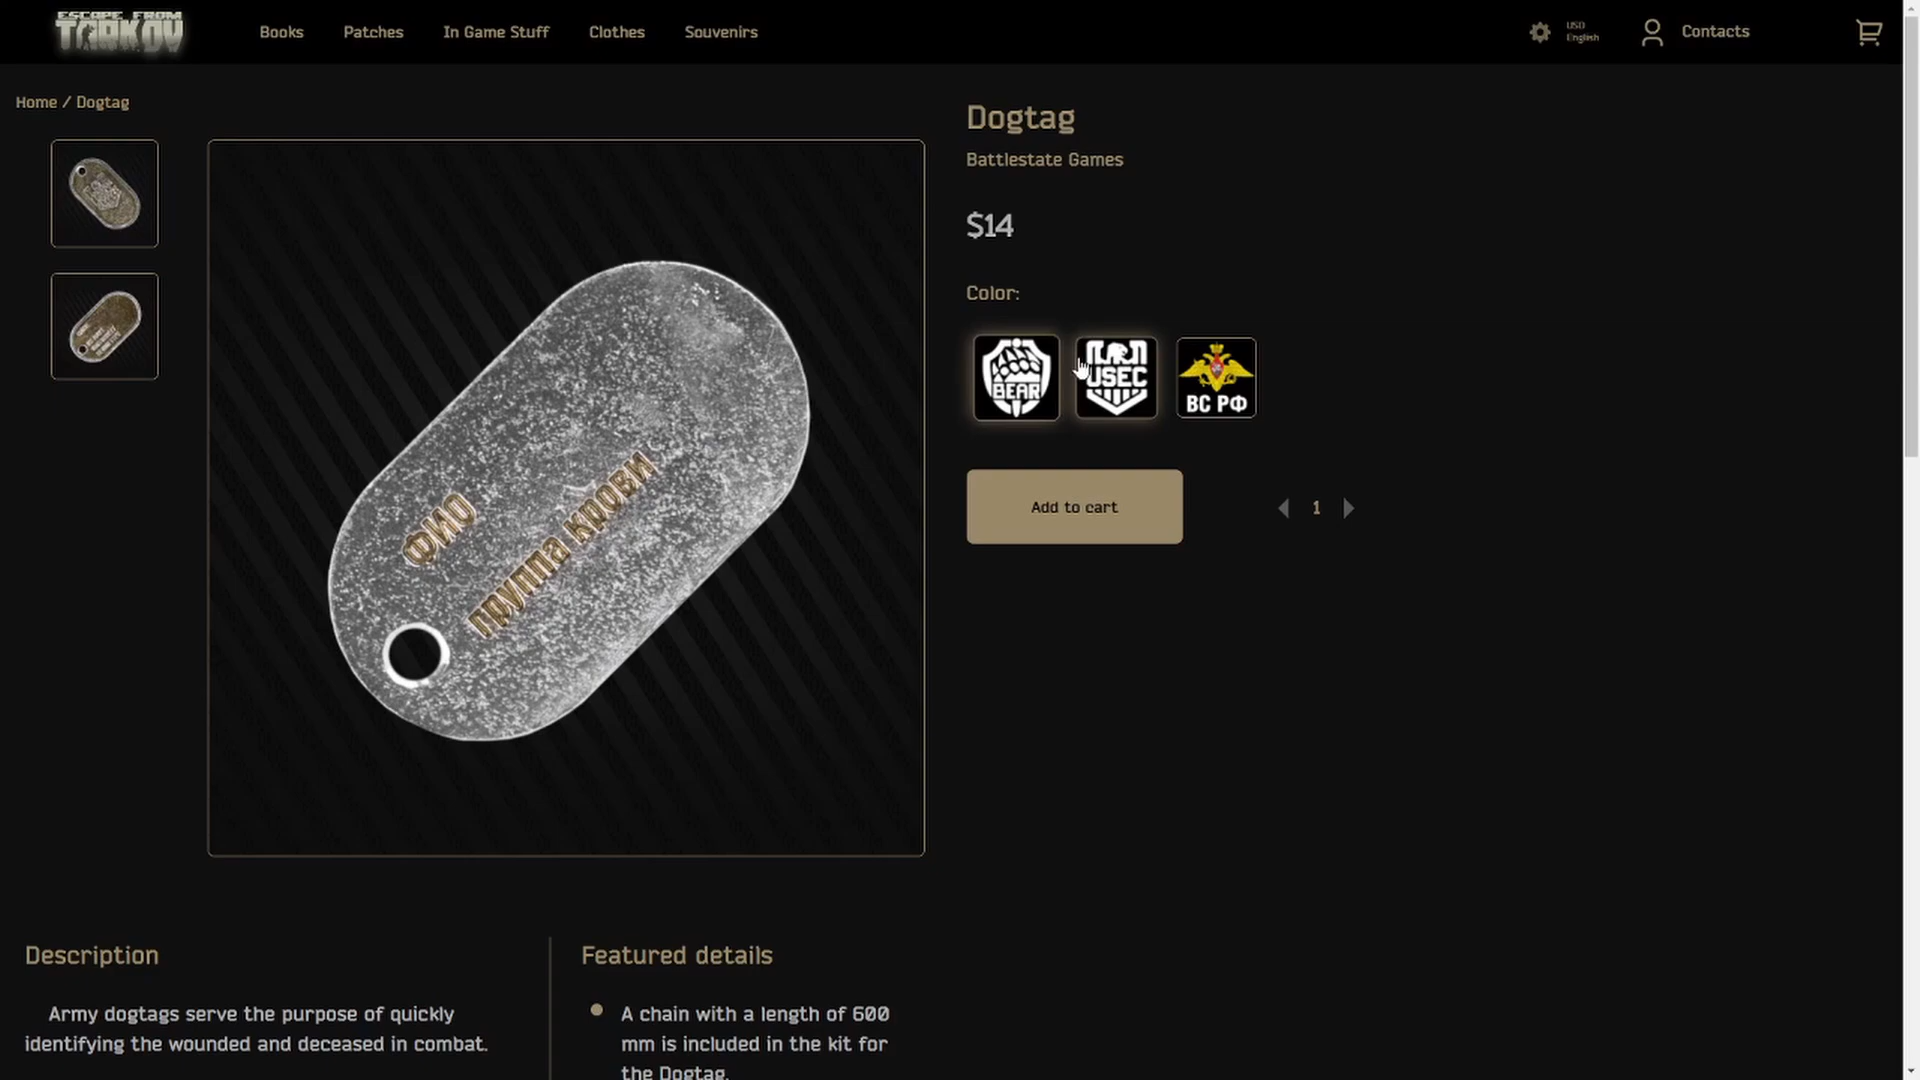 ESCAPE FROM
TARKOV
Books
Patches
In Game Stuff
Clothes
Souvenirs
USD
English
Contacts
Home / Dogtag
ФИО
группа крови
Dogtag
Battlestate Games
$14
Color:
BEAR
USEC
ВС РФ
Add to cart
1
Description
Army dogtags serve the purpose of quickly
identifying the wounded and deceased in combat.
Featured details
A chain with a length of 600
mm is included in the kit for
the Dogtag.